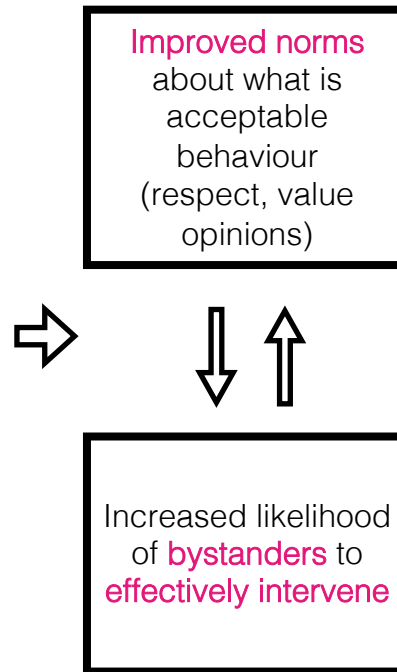 Improved norms
about what is
acceptable
behaviour
(respect, value
opinions)
Increased likelihood
of bystanders to
effectively intervene